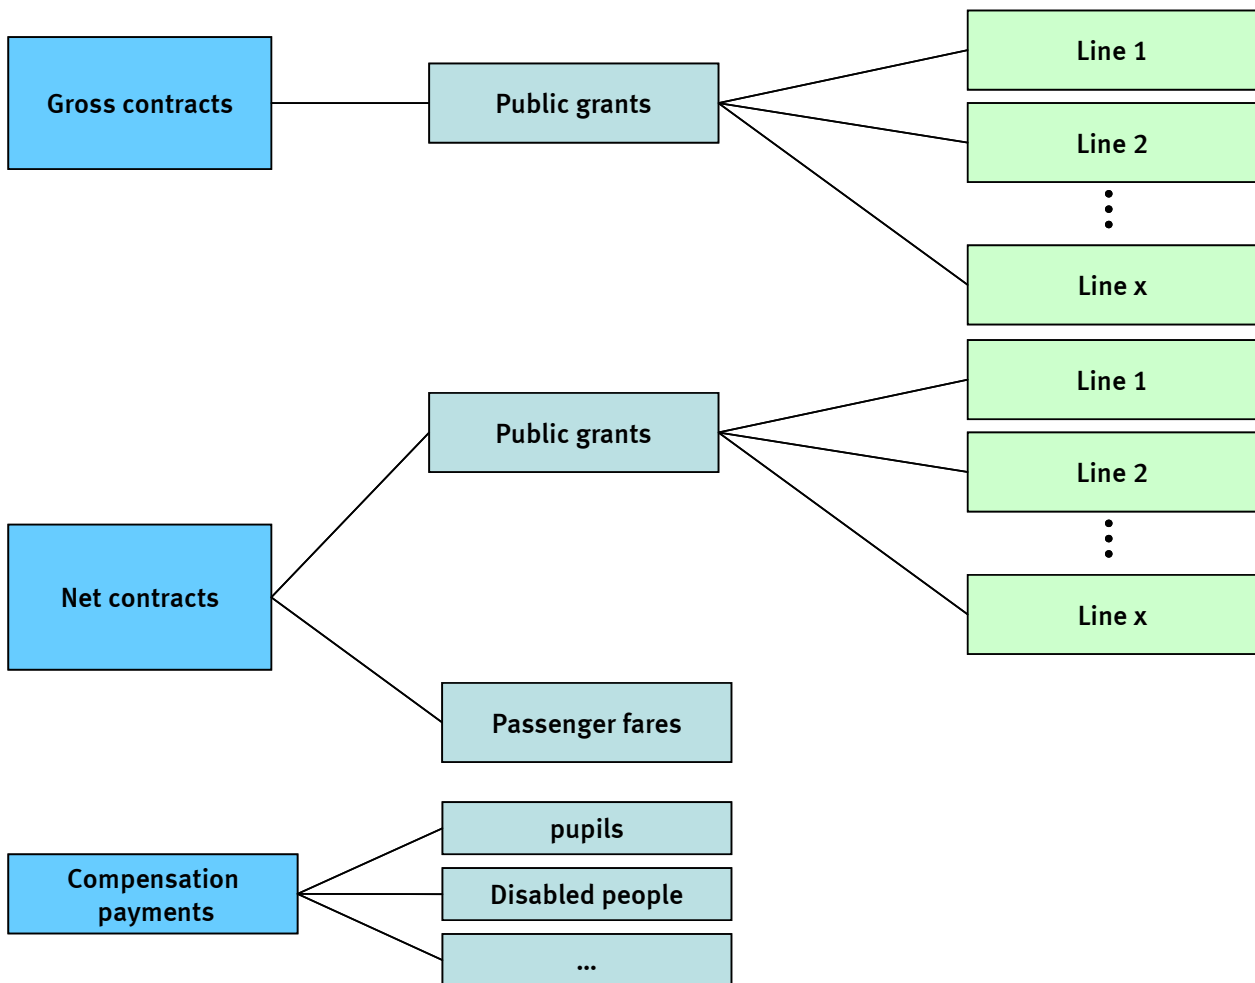 Gross contracts
Public grants
Line 1
Line 2
Line x
Net contracts
Public grants
Line 1
Line 2
Line x
Passenger fares
Compensation
payments
pupils
Disabled people
...